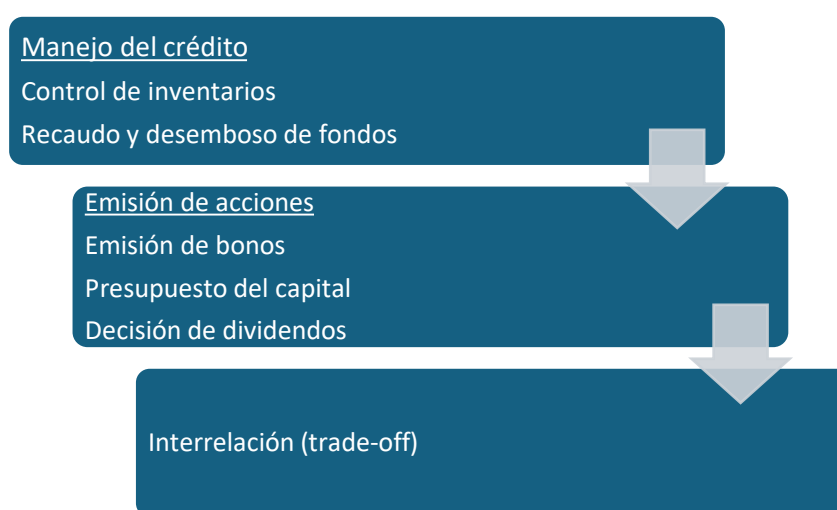 Manejo del crédito
Control de inventarios
Recaudo y desemboso de fondos
Emisión de acciones
Emisión de bonos
Presupuesto del capital
Decisión de dividendos
Interrelación (trade-off)